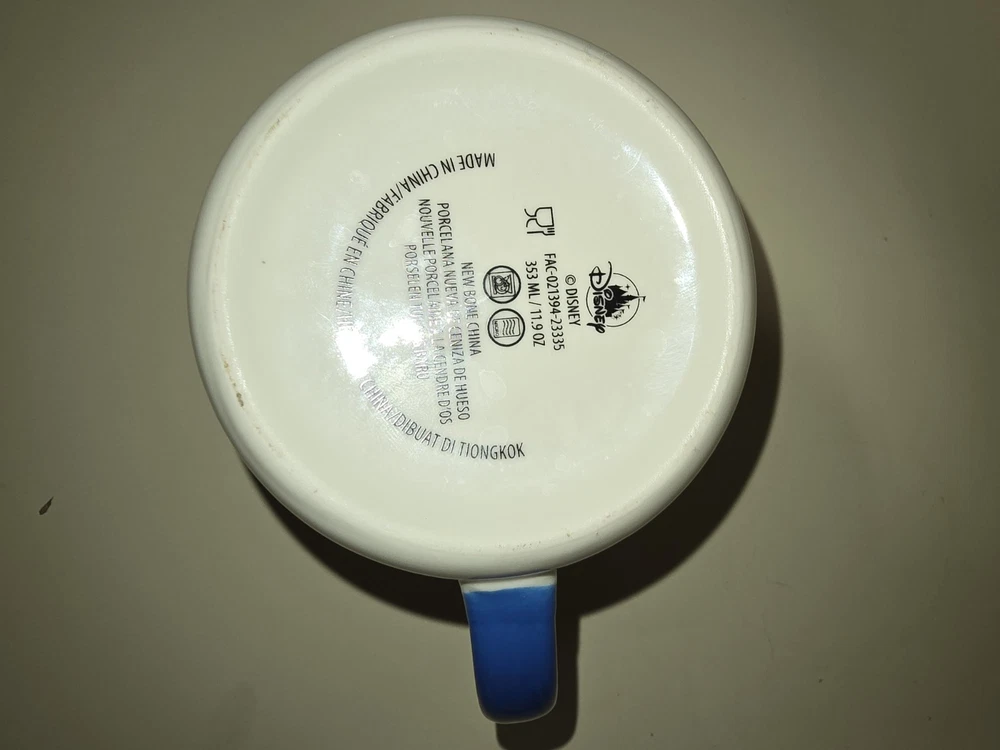 DISNEY
© DISNEY
FAC-021394-23335
353 ML / 11.9 OZ
NEW BONE CHINA
PORCELANA NUEVA DE CENIZA DE HUESO
NOUVELLE PORCELAINE À LA CENDRE D'OS
PORSELEN
MADE IN CHINA/FABRIQUÉ EN CHINE/
CHINA/DIBUAT DI TIONGKOK